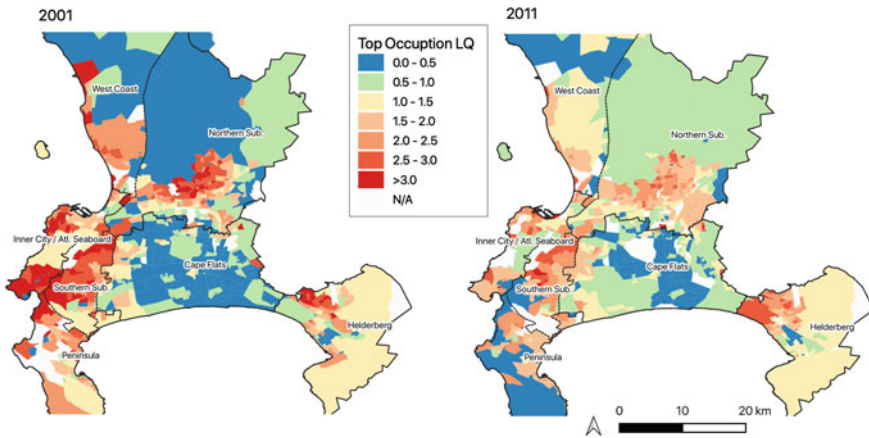 2001
West Coast
Northern Sub.
Inner City / Atl. Seaboard
Cape Flats
Southern Sub.
Helderberg
Peninsula
Top Occuption LQ
0.0 - 0.5
0.5 - 1.0
1.0 - 1.5
1.5 - 2.0
2.0 - 2.5
2.5 - 3.0
>3.0
N/A
2011
West Coast
Northern Sub.
Inner City / Atl. Seaboard
Cape Flats
Southern Sub.
Helderberg
Peninsula
0 10 20 km